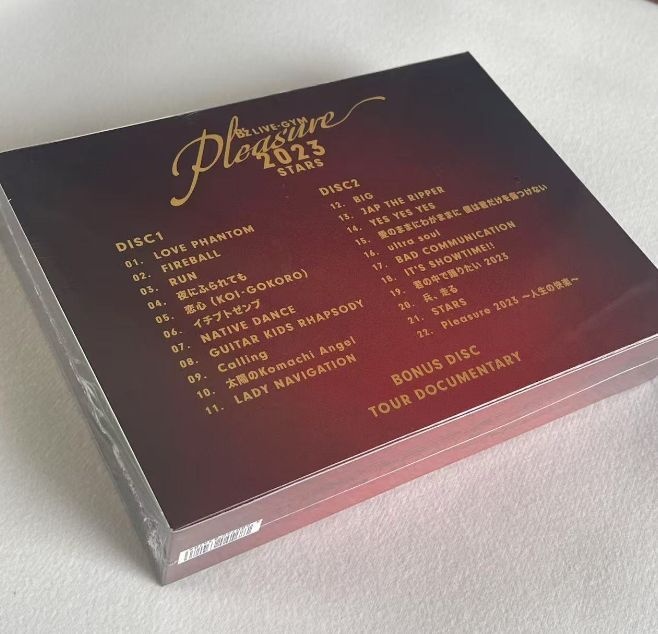 B'z LIVE-GYM
Pleasure
2023
STARS
DISC1
01. LOVE PHANTOM
02. FIREBALL
03. RUN
04. 夜にふられても
05. 恋心 (KOI-GOKORO)
06. イチブトゼンブ
07. NATIVE DANCE
08. GUITAR KIDS RHAPSODY
09. Calling
10. 太陽のKomachi Angel
11. LADY NAVIGATION
DISC2
12. BIG
13. JAP THE RIPPER
14. YES YES YES
15. 愛のままにわがままに 僕は君だけを傷つけない
16. ultra soul
17. BAD COMMUNICATION
18. IT'S SHOWTIME!!
19. 君の中で踊りたい 2023
20. 兵、走る
21. STARS
22. Pleasure 2023 ～人生の快楽～
BONUS DISC
TOUR DOCUMENTARY